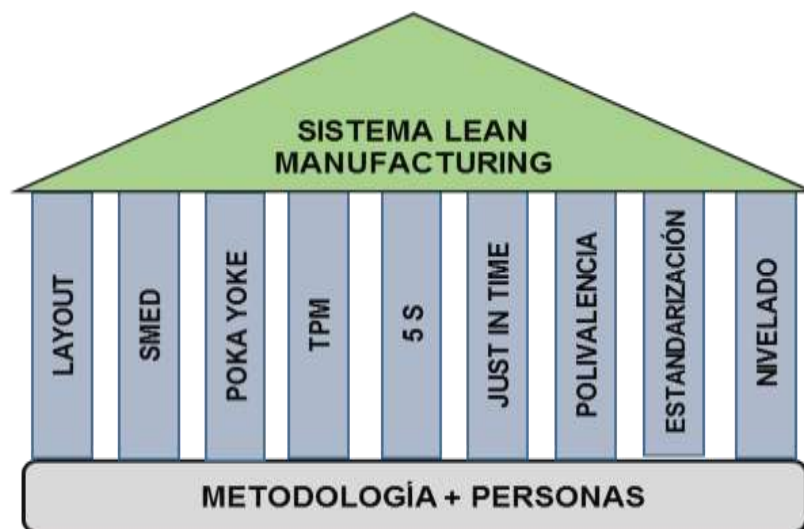 SISTEMA LEAN
MANUFACTURING
LAYOUT
SMED
POKA YOKE
TPM
5 S
JUST IN TIME
POLIVALENCIA
ESTANDARIZACIÓN
NIVELADO
METODOLOGÍA + PERSONAS